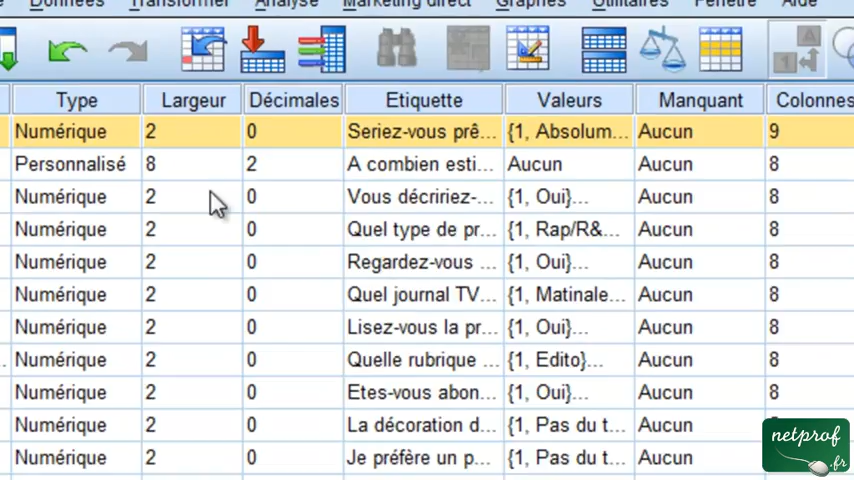 Données Transformer Analyse Marketing direct Graphes Utilitaires Fenêtre Aide
A
1
Type Largeur Décimales Etiquette Valeurs Manquant Colonnes
Numérique 2 0 Seriez-vous prê... {1, Absolum... Aucun 9
Personnalisé 8 2 A combien esti... Aucun Aucun 8
Numérique 2 0 Vous décririez-... {1, Oui}... Aucun 8
Numérique 2 0 Quel type de pr... {1, Rap/R&... Aucun 8
Numérique 2 0 Regardez-vous ... {1, Oui}... Aucun 8
Numérique 2 0 Quel journal TV... {1, Matinale... Aucun 8
Numérique 2 0 Lisez-vous la pr... {1, Oui}... Aucun 8
Numérique 2 0 Quelle rubrique ... {1, Edito}... Aucun 8
Numérique 2 0 Etes-vous abon... {1, Oui}... Aucun 8
Numérique 2 0 La décoration d... {1, Pas du t... Aucun
Numérique 2 0 Je préfère un p... {1, Pas du t... Aucun
netprof
.fr